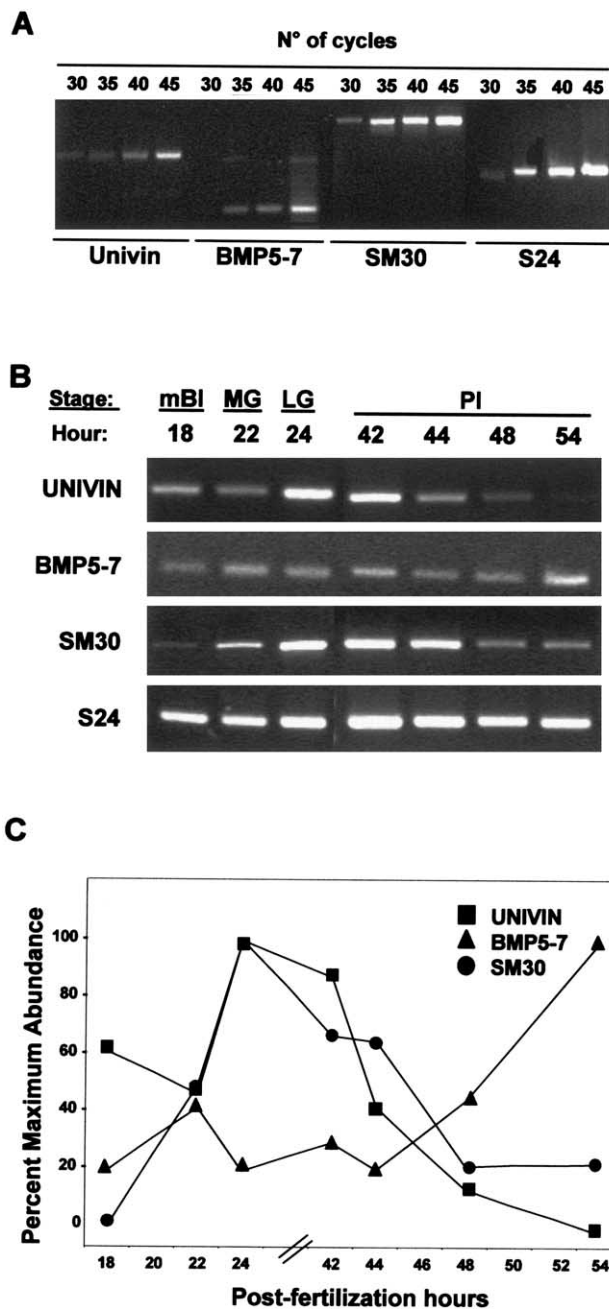 A
N° of cycles
30 35 40 45 30 35 40 45 30 35 40 45 30 35 40 45
Univin BMP5-7 SM30 S24
B
Stage: mBl MG LG Pl
Hour: 18 22 24 42 44 48 54
UNIVIN
BMP5-7
SM30
S24
C
Percent Maximum Abundance
100
80
60
40
20
0
UNIVIN
BMP5-7
SM30
18 20 22 24 42 44 46 48 50 52 54
Post-fertilization hours